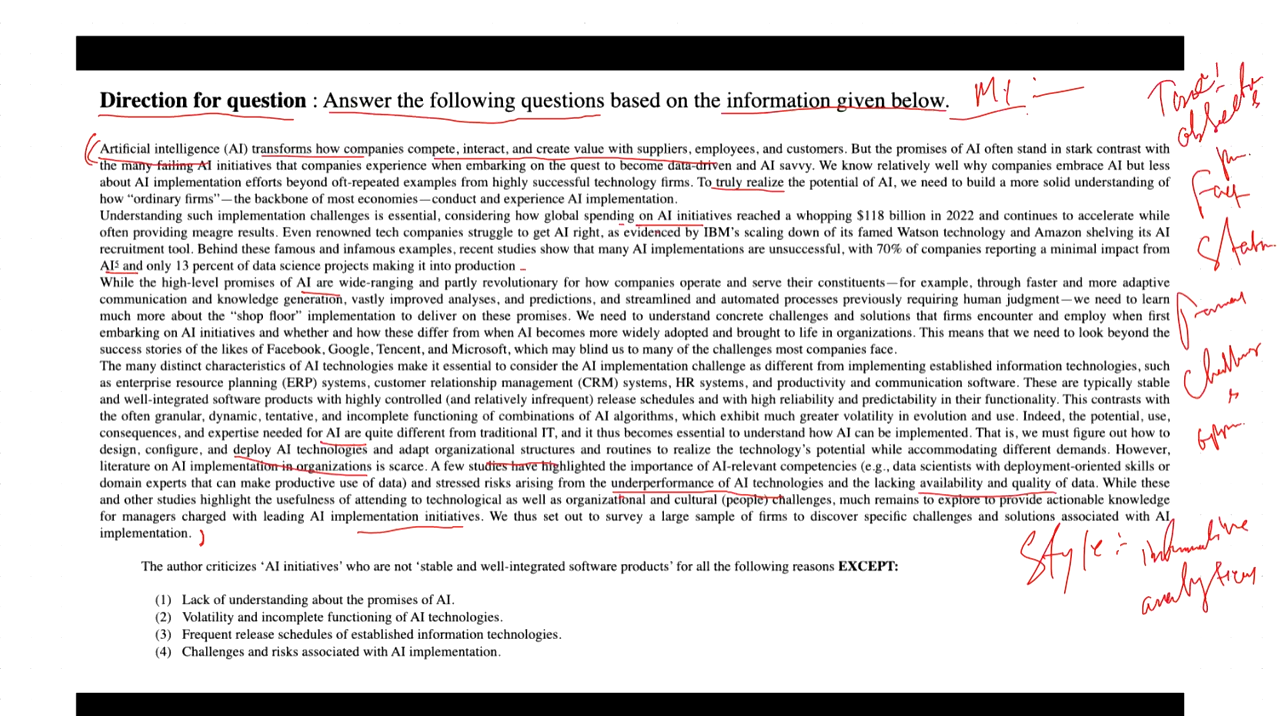 Direction for question : Answer the following questions based on the information given below. M1 :-
Artificial intelligence (AI) transforms how companies compete, interact, and create value with suppliers, employees, and customers. But the promises of AI often stand in stark contrast with
the many failing AI initiatives that companies experience when embarking on the quest to become data-driven and AI savvy. We know relatively well why companies embrace AI but less
about AI implementation efforts beyond oft-repeated examples from highly successful technology firms. To truly realize the potential of AI, we need to build a more solid understanding of
how “ordinary firms”—the backbone of most economies—conduct and experience AI implementation.
Understanding such implementation challenges is essential, considering how global spending on AI initiatives reached a whopping $118 billion in 2022 and continues to accelerate while
often providing meagre results. Even renowned tech companies struggle to get AI right, as evidenced by IBM’s scaling down of its famed Watson technology and Amazon shelving its AI
recruitment tool. Behind these famous and infamous examples, recent studies show that many AI implementations are unsuccessful, with 70% of companies reporting a minimal impact from
AI⁵ and only 13 percent of data science projects making it into production
While the high-level promises of AI are wide-ranging and partly revolutionary for how companies operate and serve their constituents—for example, through faster and more adaptive
communication and knowledge generation, vastly improved analyses, and predictions, and streamlined and automated processes previously requiring human judgment—we need to learn
much more about the “shop floor” implementation to deliver on these promises. We need to understand concrete challenges and solutions that firms encounter and employ when first
embarking on AI initiatives and whether and how these differ from when AI becomes more widely adopted and brought to life in organizations. This means that we need to look beyond the
success stories of the likes of Facebook, Google, Tencent, and Microsoft, which may blind us to many of the challenges most companies face.
The many distinct characteristics of AI technologies make it essential to consider the AI implementation challenge as different from implementing established information technologies, such
as enterprise resource planning (ERP) systems, customer relationship management (CRM) systems, HR systems, and productivity and communication software. These are typically stable
and well-integrated software products with highly controlled (and relatively infrequent) release schedules and with high reliability and predictability in their functionality. This contrasts with
the often granular, dynamic, tentative, and incomplete functioning of combinations of AI algorithms, which exhibit much greater volatility in evolution and use. Indeed, the potential, use,
consequences, and expertise needed for AI are quite different from traditional IT, and it thus becomes essential to understand how AI can be implemented. That is, we must figure out how to
design, configure, and deploy AI technologies and adapt organizational structures and routines to realize the technology’s potential while accommodating different demands. However,
literature on AI implementation in organizations is scarce. A few studies have highlighted the importance of AI-relevant competencies (e.g., data scientists with deployment-oriented skills or
domain experts that can make productive use of data) and stressed risks arising from the underperformance of AI technologies and the lacking availability and quality of data. While these
and other studies highlight the usefulness of attending to technological as well as organizational and cultural (people) challenges, much remains to explore to provide actionable knowledge
for managers charged with leading AI implementation initiatives. We thus set out to survey a large sample of firms to discover specific challenges and solutions associated with AI
implementation.
Fact
Style :- informative
The author criticizes ‘AI initiatives’ who are not ‘stable and well-integrated software products’ for all the following reasons EXCEPT:
(1) Lack of understanding about the promises of AI.
(2) Volatility and incomplete functioning of AI technologies.
(3) Frequent release schedules of established information technologies.
(4) Challenges and risks associated with AI implementation.